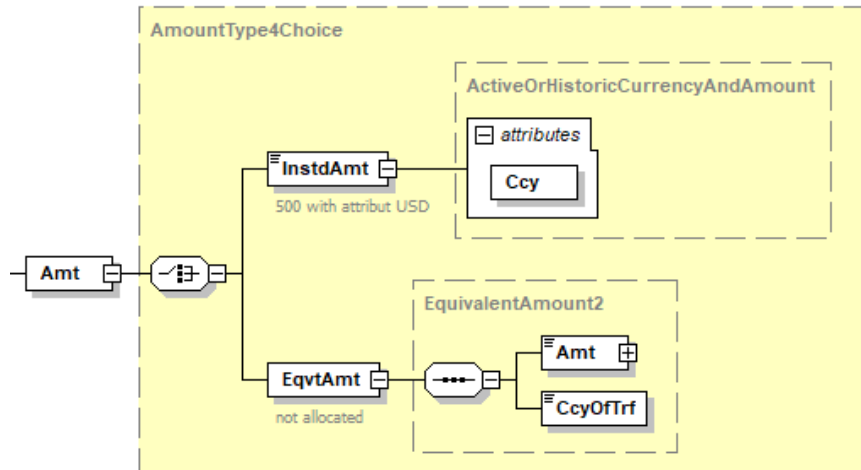 AmountType4Choice
ActiveOrHistoricCurrencyAndAmount
attributes
InstdAmt
Ccy
500 with attribut USD
Amt
EquivalentAmount2
Amt
EqvtAmt
not allocated
CcyOfTrf